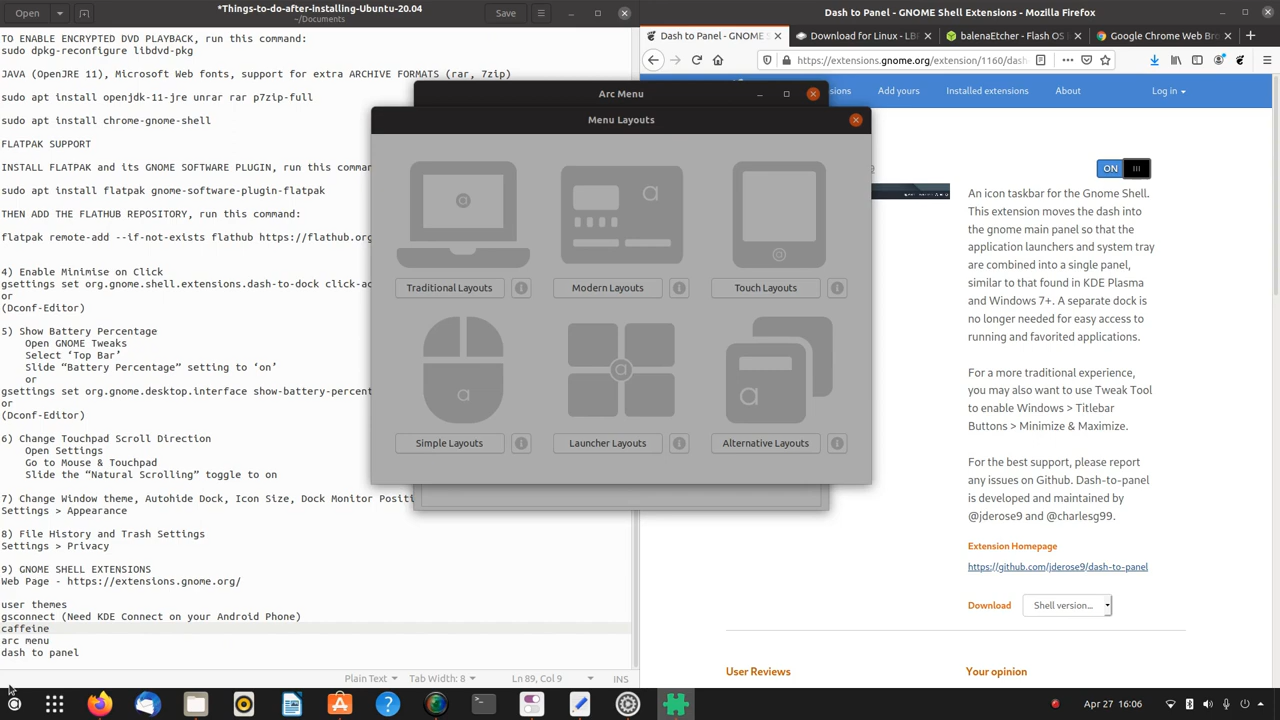 Open
*Things-to-do-after-installing-Ubuntu-20.04
~/Documents
Save
TO ENABLE ENCRYPTED DVD PLAYBACK, run this command:
sudo dpkg-reconfigure libdvd-pkg
JAVA (OpenJRE 11), Microsoft Web fonts, support for extra ARCHIVE FORMATS (rar, 7zip)
sudo apt install openjdk-11-jre unrar rar p7zip-full
sudo apt install chrome-gnome-shell
FLATPAK SUPPORT
INSTALL FLATPAK and its GNOME SOFTWARE PLUGIN, run this comman
sudo apt install flatpak gnome-software-plugin-flatpak
THEN ADD THE FLATHUB REPOSITORY, run this command:
flatpak remote-add --if-not-exists flathub https://flathub.org
4) Enable Minimise on Click
gsettings set org.gnome.shell.extensions.dash-to-dock click-ac
or
(Dconf-Editor)
5) Show Battery Percentage
Open GNOME Tweaks
Select ‘Top Bar’
Slide “Battery Percentage” setting to ‘on’
or
gsettings set org.gnome.desktop.interface show-battery-percent
or
(Dconf-Editor)
6) Change Touchpad Scroll Direction
Open Settings
Go to Mouse & Touchpad
Slide the “Natural Scrolling” toggle to on
7) Change Window theme, Autohide Dock, Icon Size, Dock Monitor Positi
Settings > Appearance
8) File History and Trash Settings
Settings > Privacy
9) GNOME SHELL EXTENSIONS
Web Page - https://extensions.gnome.org/
user themes
gsconnect (Need KDE Connect on your Android Phone)
caffeine
arc menu
dash to panel
Plain Text
Tab Width: 8
Ln 89, Col 9
INS
Arc Menu
Menu Layouts
Traditional Layouts
Modern Layouts
Touch Layouts
Simple Layouts
Launcher Layouts
Alternative Layouts
Dash to Panel - GNOME Shell Extensions - Mozilla Firefox
Dash to Panel - GNOME S
Download for Linux - LB
balenaEtcher - Flash OS
Google Chrome Web Bro
https://extensions.gnome.org/extension/1160/dash
Add yours
Installed extensions
About
Log in
ON
An icon taskbar for the Gnome Shell.
This extension moves the dash into
the gnome main panel so that the
application launchers and system tray
are combined into a single panel,
similar to that found in KDE Plasma
and Windows 7+. A separate dock is
no longer needed for easy access to
running and favorited applications.
For a more traditional experience,
you may also want to use Tweak Tool
to enable Windows > Titlebar
Buttons > Minimize & Maximize.
For the best support, please report
any issues on Github. Dash-to-panel
is developed and maintained by
@jderose9 and @charlesg99.
Extension Homepage
https://github.com/jderose9/dash-to-panel
Download
Shell version...
User Reviews
Your opinion
Apr 27 16:06